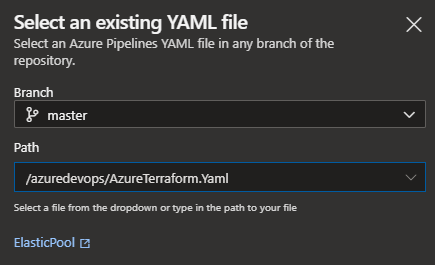 Select an existing YAML file
Select an Azure Pipelines YAML file in any branch of the
repository.
Branch
master
Path
/azuredevops/AzureTerraform.Yaml
Select a file from the dropdown or type in the path to your file
ElasticPool